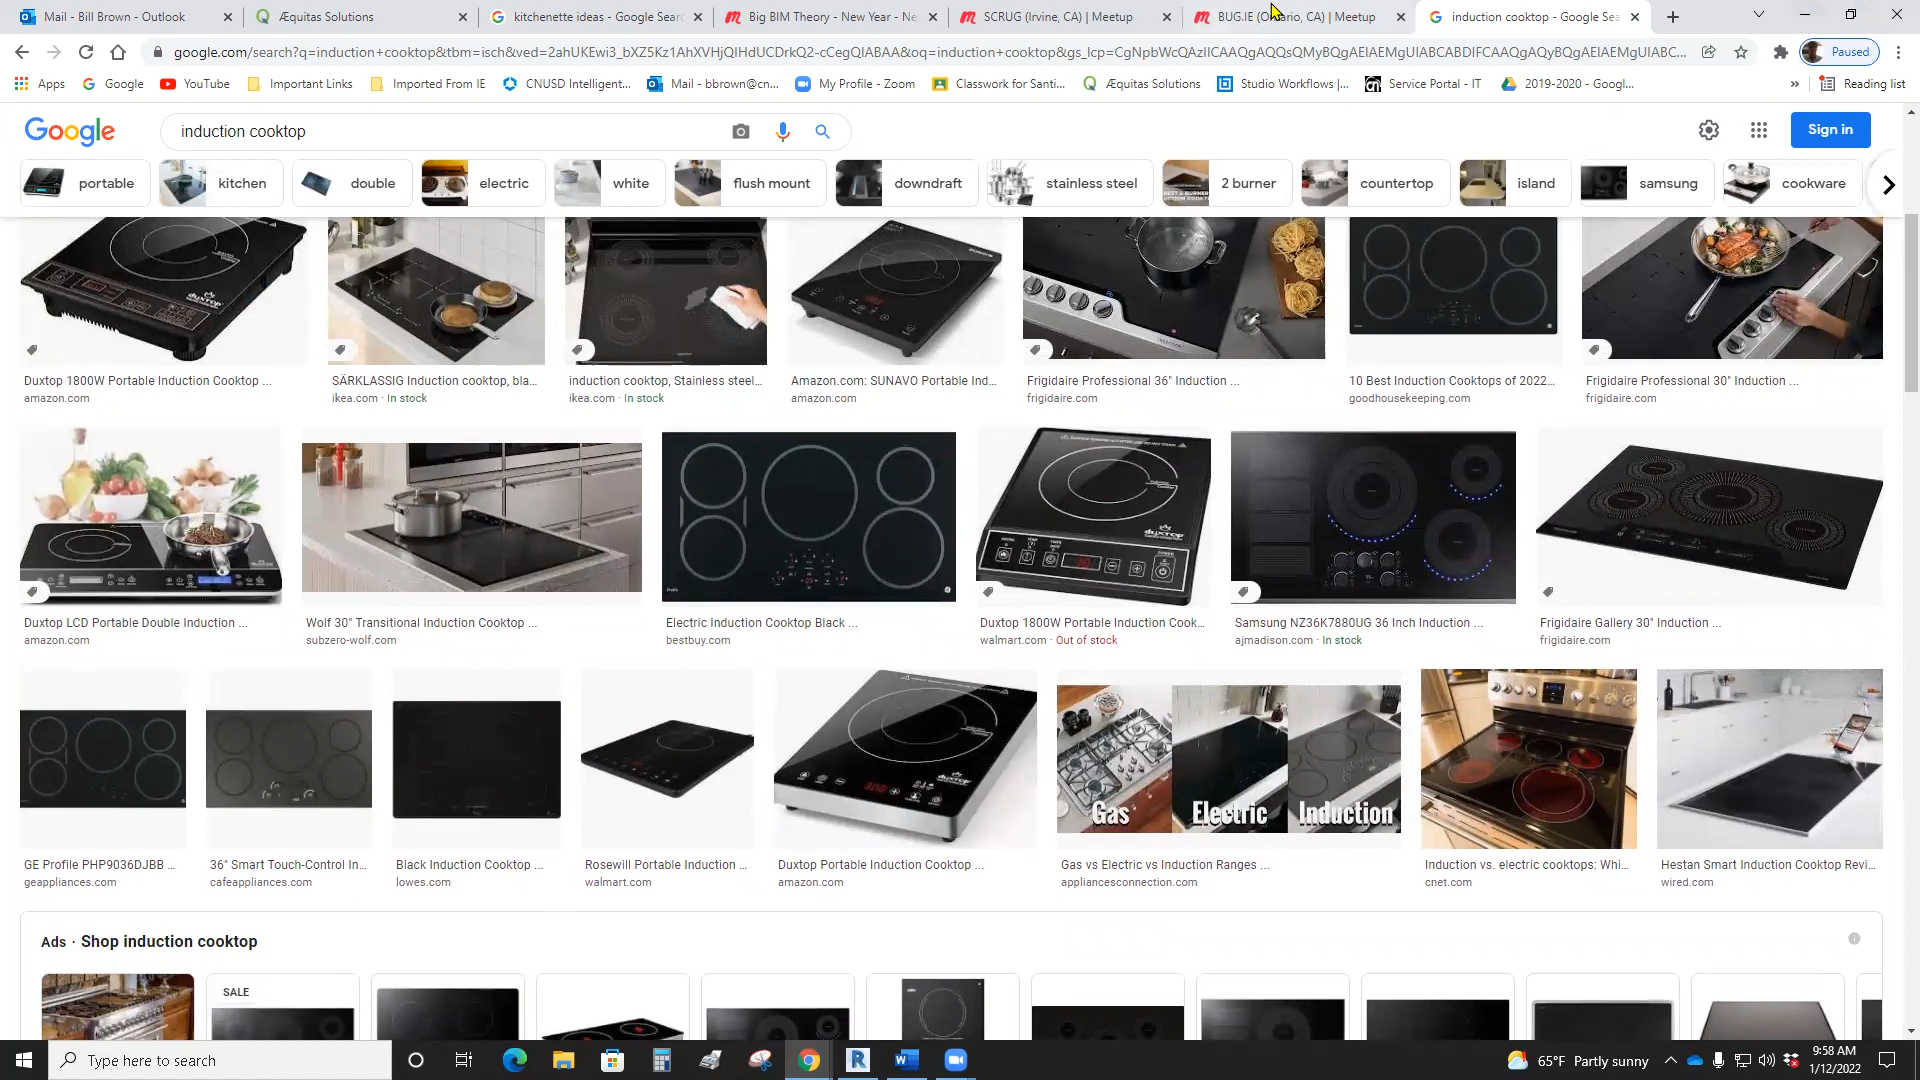 Mail - Bill Brown - Outlook
Æquitas Solutions
kitchenette ideas - Google Searc
Big BIM Theory - New Year - Ne
SCRUG (Irvine, CA) | Meetup
BUG.IE (Ontario, CA) | Meetup
induction cooktop - Google Sea
google.com/search?q=induction+cooktop&tbm=isch&ved=2ahUKEwi3_bXZ5Kz1AhXVHjQIHdUCDrkQ2-cCegQIABAA&oq=induction+cooktop&gs_lcp=CgNpbWcQAzIICAAQgAQQsQMyBQgAEIAEMgUIABCABDIFCAAQgAQyBQgAEIAEMgUIABC...
Paused
Apps
Google
YouTube
Important Links
Imported From IE
CNUSD Intelligent...
Mail - bbrown@cn...
My Profile - Zoom
Classwork for Santi...
Æquitas Solutions
Studio Workflows |...
Service Portal - IT
2019-2020 - Googl...
»
Reading list
Google
induction cooktop
Sign in
portable
kitchen
double
electric
white
flush mount
downdraft
stainless steel
2 burner
countertop
island
samsung
cookware
Duxtop 1800W Portable Induction Cooktop ...
amazon.com
SÄRKLASSIG Induction cooktop, bla...
ikea.com · In stock
induction cooktop, Stainless steel...
ikea.com · In stock
Amazon.com: SUNAVO Portable Ind...
amazon.com
Frigidaire Professional 36" Induction ...
frigidaire.com
10 Best Induction Cooktops of 2022...
goodhousekeeping.com
Frigidaire Professional 30" Induction ...
frigidaire.com
Duxtop LCD Portable Double Induction ...
amazon.com
Wolf 30" Transitional Induction Cooktop ...
subzero-wolf.com
Electric Induction Cooktop Black ...
bestbuy.com
Duxtop 1800W Portable Induction Cook...
walmart.com · Out of stock
Samsung NZ36K7880UG 36 Inch Induction ...
ajmadison.com · In stock
Frigidaire Gallery 30" Induction ...
frigidaire.com
Gas
Electric
Induction
GE Profile PHP9036DJBB ...
geappliances.com
36" Smart Touch-Control In...
cafeappliances.com
Black Induction Cooktop ...
lowes.com
Rosewill Portable Induction ...
walmart.com
Duxtop Portable Induction Cooktop ...
amazon.com
Gas vs Electric vs Induction Ranges ...
appliancesconnection.com
Induction vs. electric cooktops: Whi...
cnet.com
Hestan Smart Induction Cooktop Revi...
wired.com
Ads · Shop induction cooktop
SALE
Type here to search
65°F Partly sunny
9:58 AM
1/12/2022